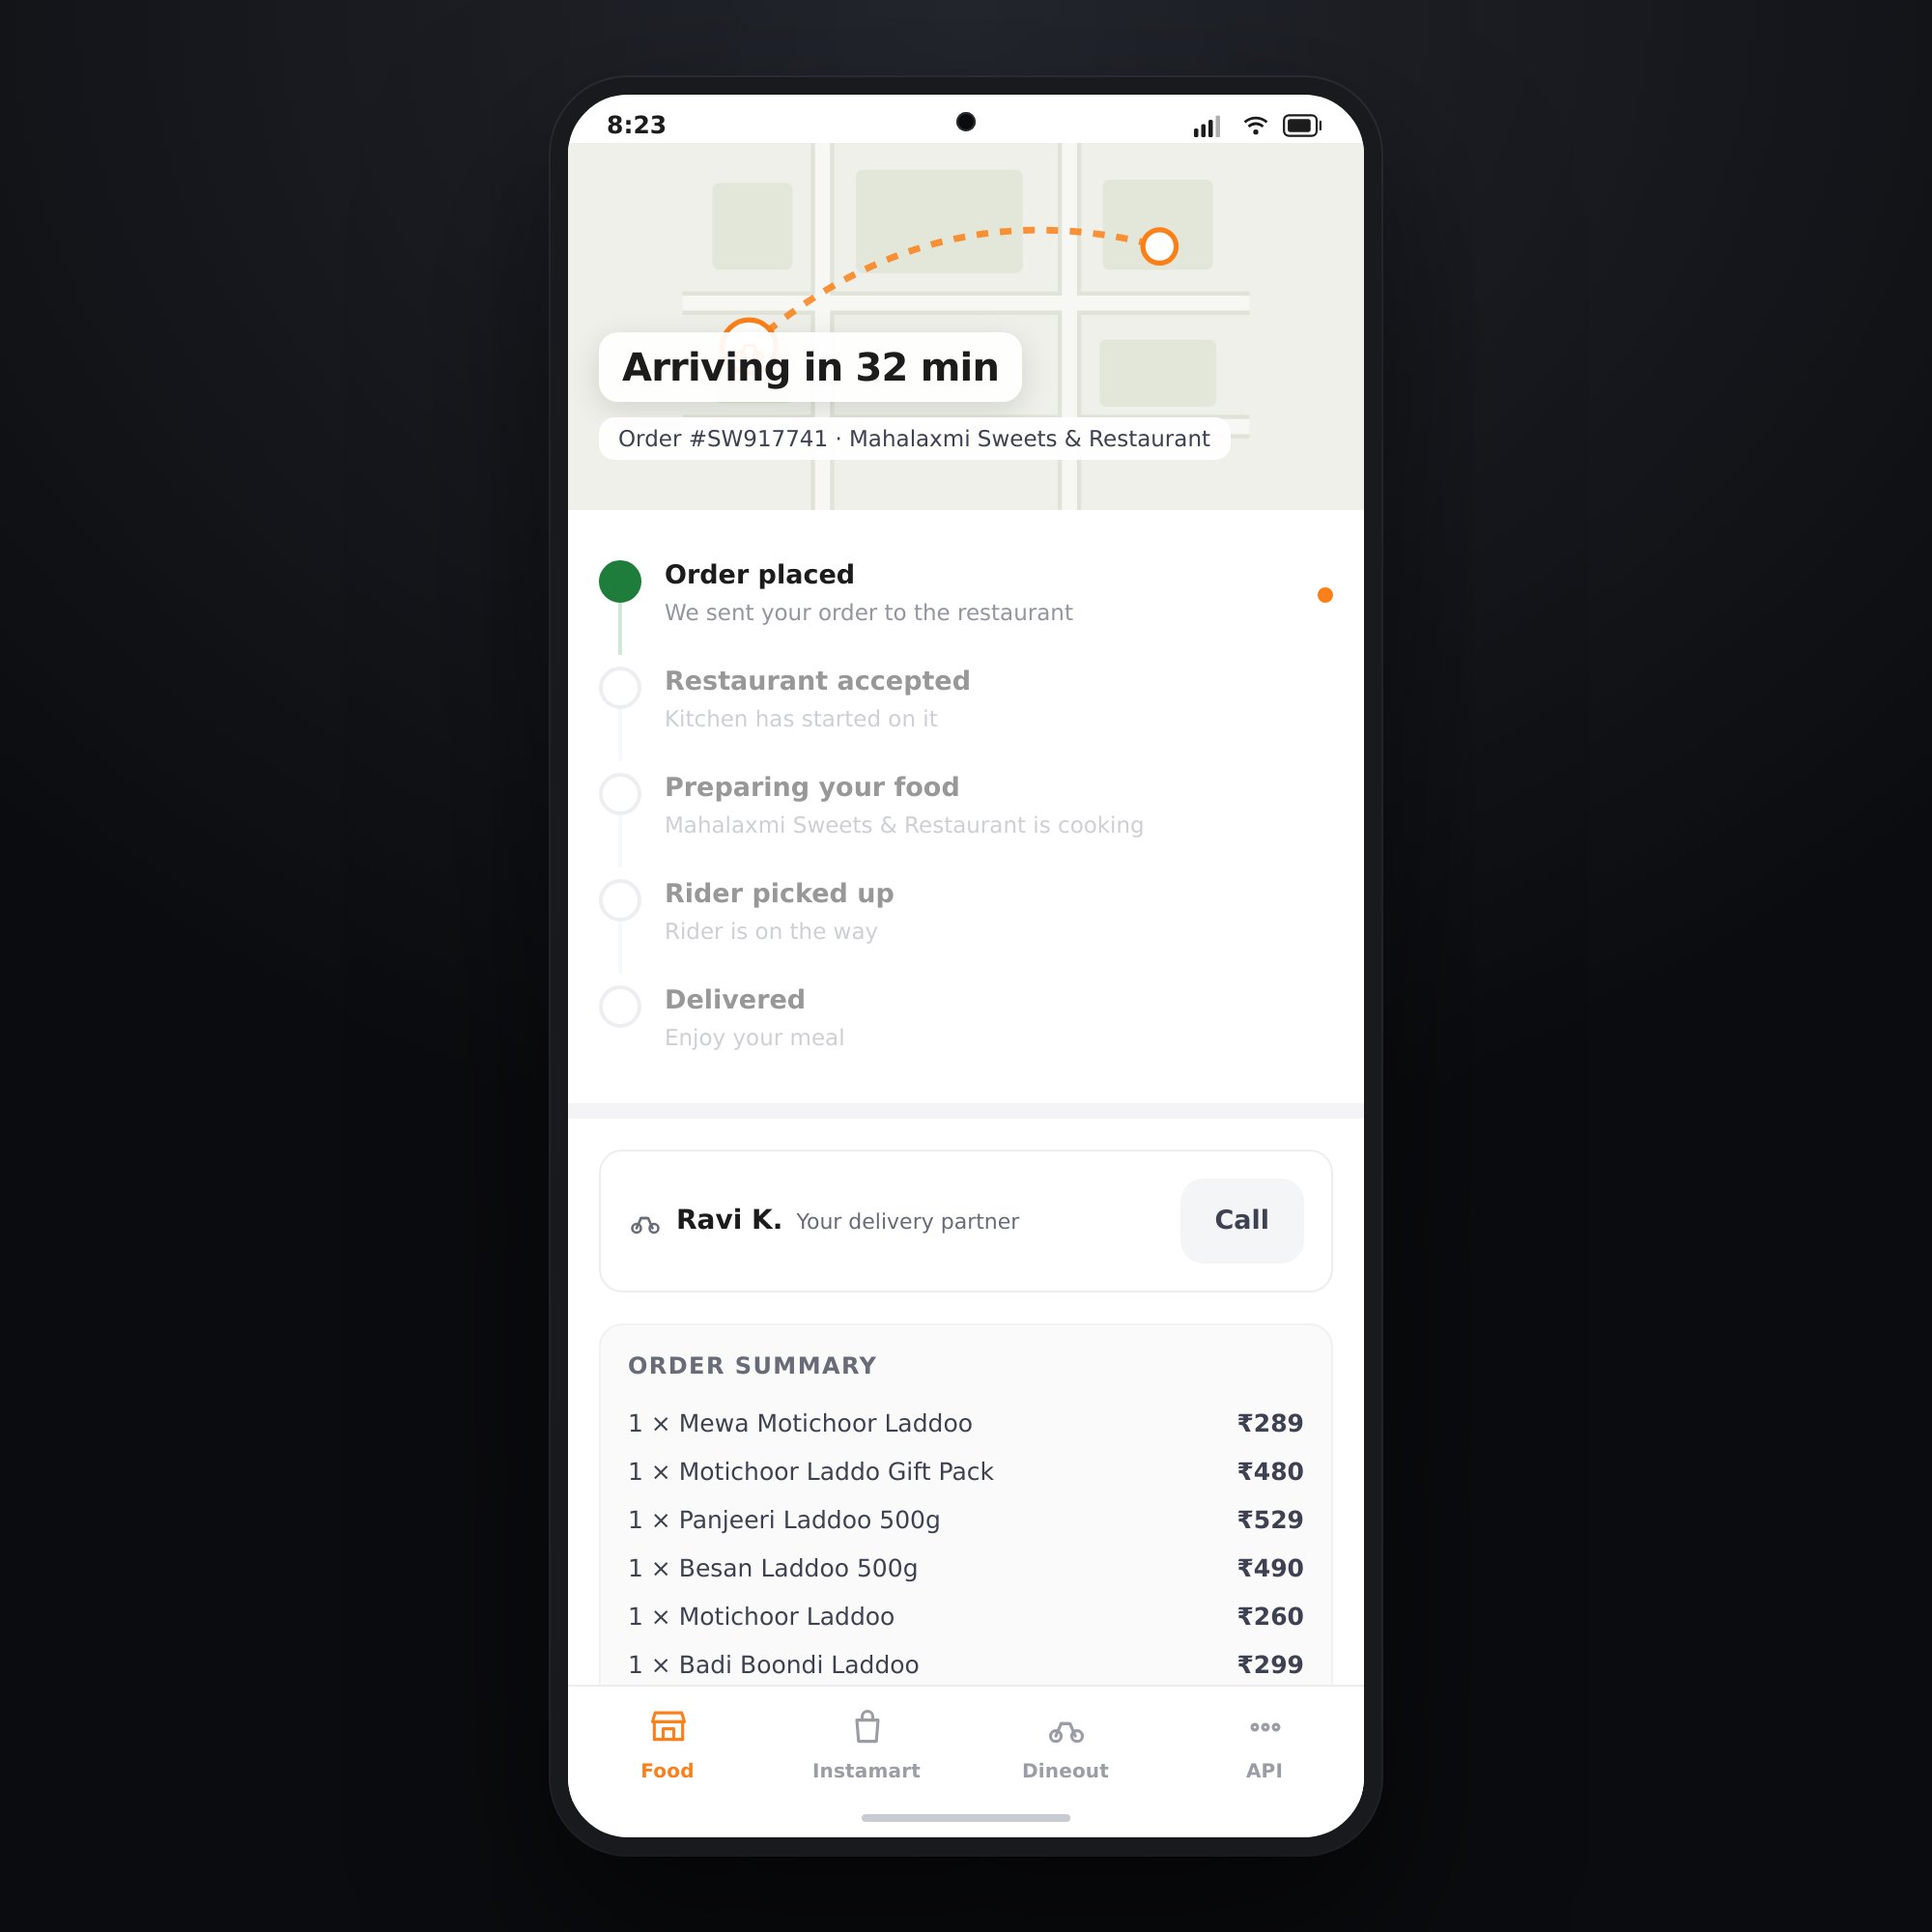 8:23
Arriving in 32 min
Order #SW917741 · Mahalaxmi Sweets & Restaurant
Order placed
We sent your order to the restaurant
Restaurant accepted
Kitchen has started on it
Preparing your food
Mahalaxmi Sweets & Restaurant is cooking
Rider picked up
Rider is on the way
Delivered
Enjoy your meal
Ravi K. Your delivery partner Call
ORDER SUMMARY
1 × Mewa Motichoor Laddoo ₹289
1 × Motichoor Laddo Gift Pack ₹480
1 × Panjeeri Laddoo 500g ₹529
1 × Besan Laddoo 500g ₹490
1 × Motichoor Laddoo ₹260
1 × Badi Boondi Laddoo ₹299
Food Instamart Dineout API